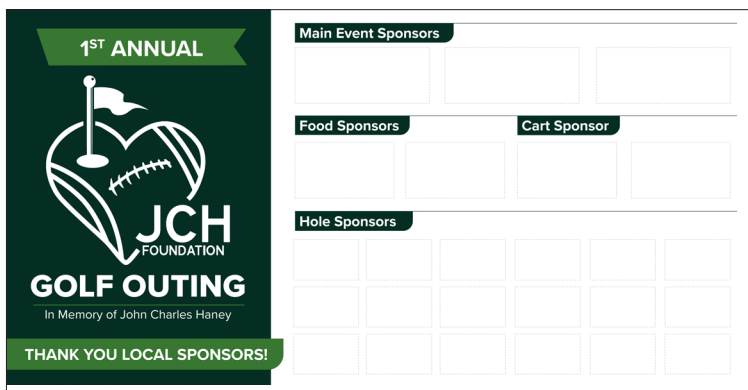 1ST ANNUAL
JCH
FOUNDATION
GOLF OUTING
In Memory of John Charles Haney
THANK YOU LOCAL SPONSORS!
Main Event Sponsors
Food Sponsors
Cart Sponsor
Hole Sponsors